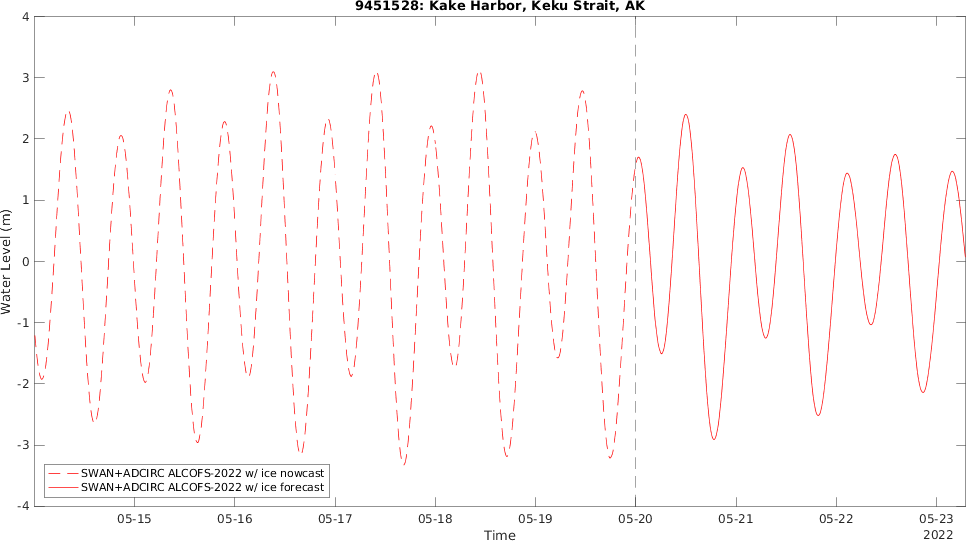 9451528: Kake Harbor, Keku Strait, AK
4
3
2
1
0
-1
-2
-3
-4
Water Level (m)
SWAN+ADCIRC ALCOFS-2022 w/ ice nowcast
SWAN+ADCIRC ALCOFS-2022 w/ ice forecast
05-15 05-16 05-17 05-18 05-19 05-20 05-21 05-22 05-23
Time
2022